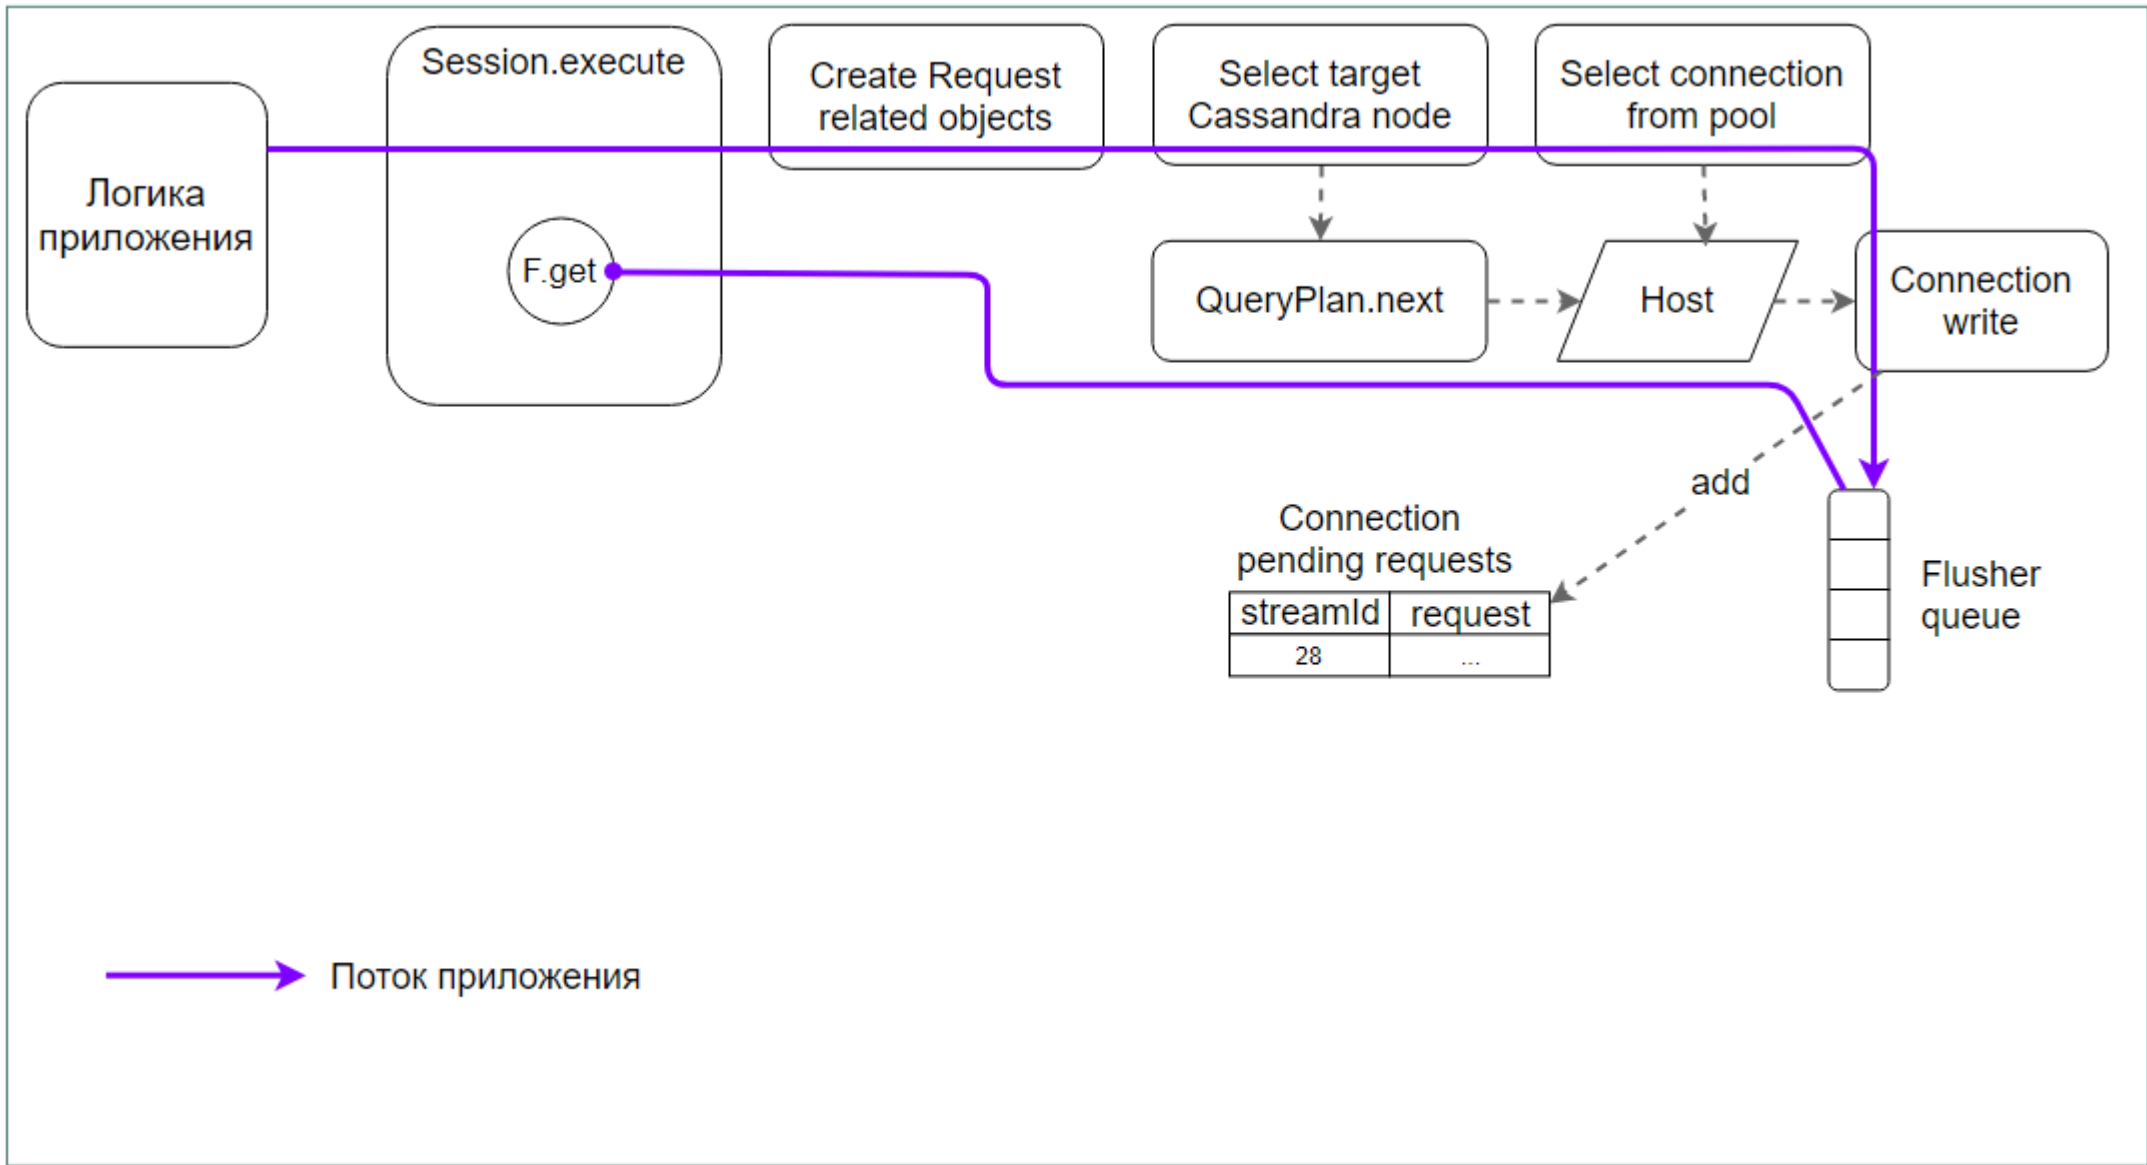 Session.execute
Create Request
related objects
Select target
Cassandra node
Select connection
from pool
Логика
приложения
F.get
QueryPlan.next
Host
Connection
write
add
Connection
pending requests
streamId request
28 ...
Flusher
queue
Поток приложения